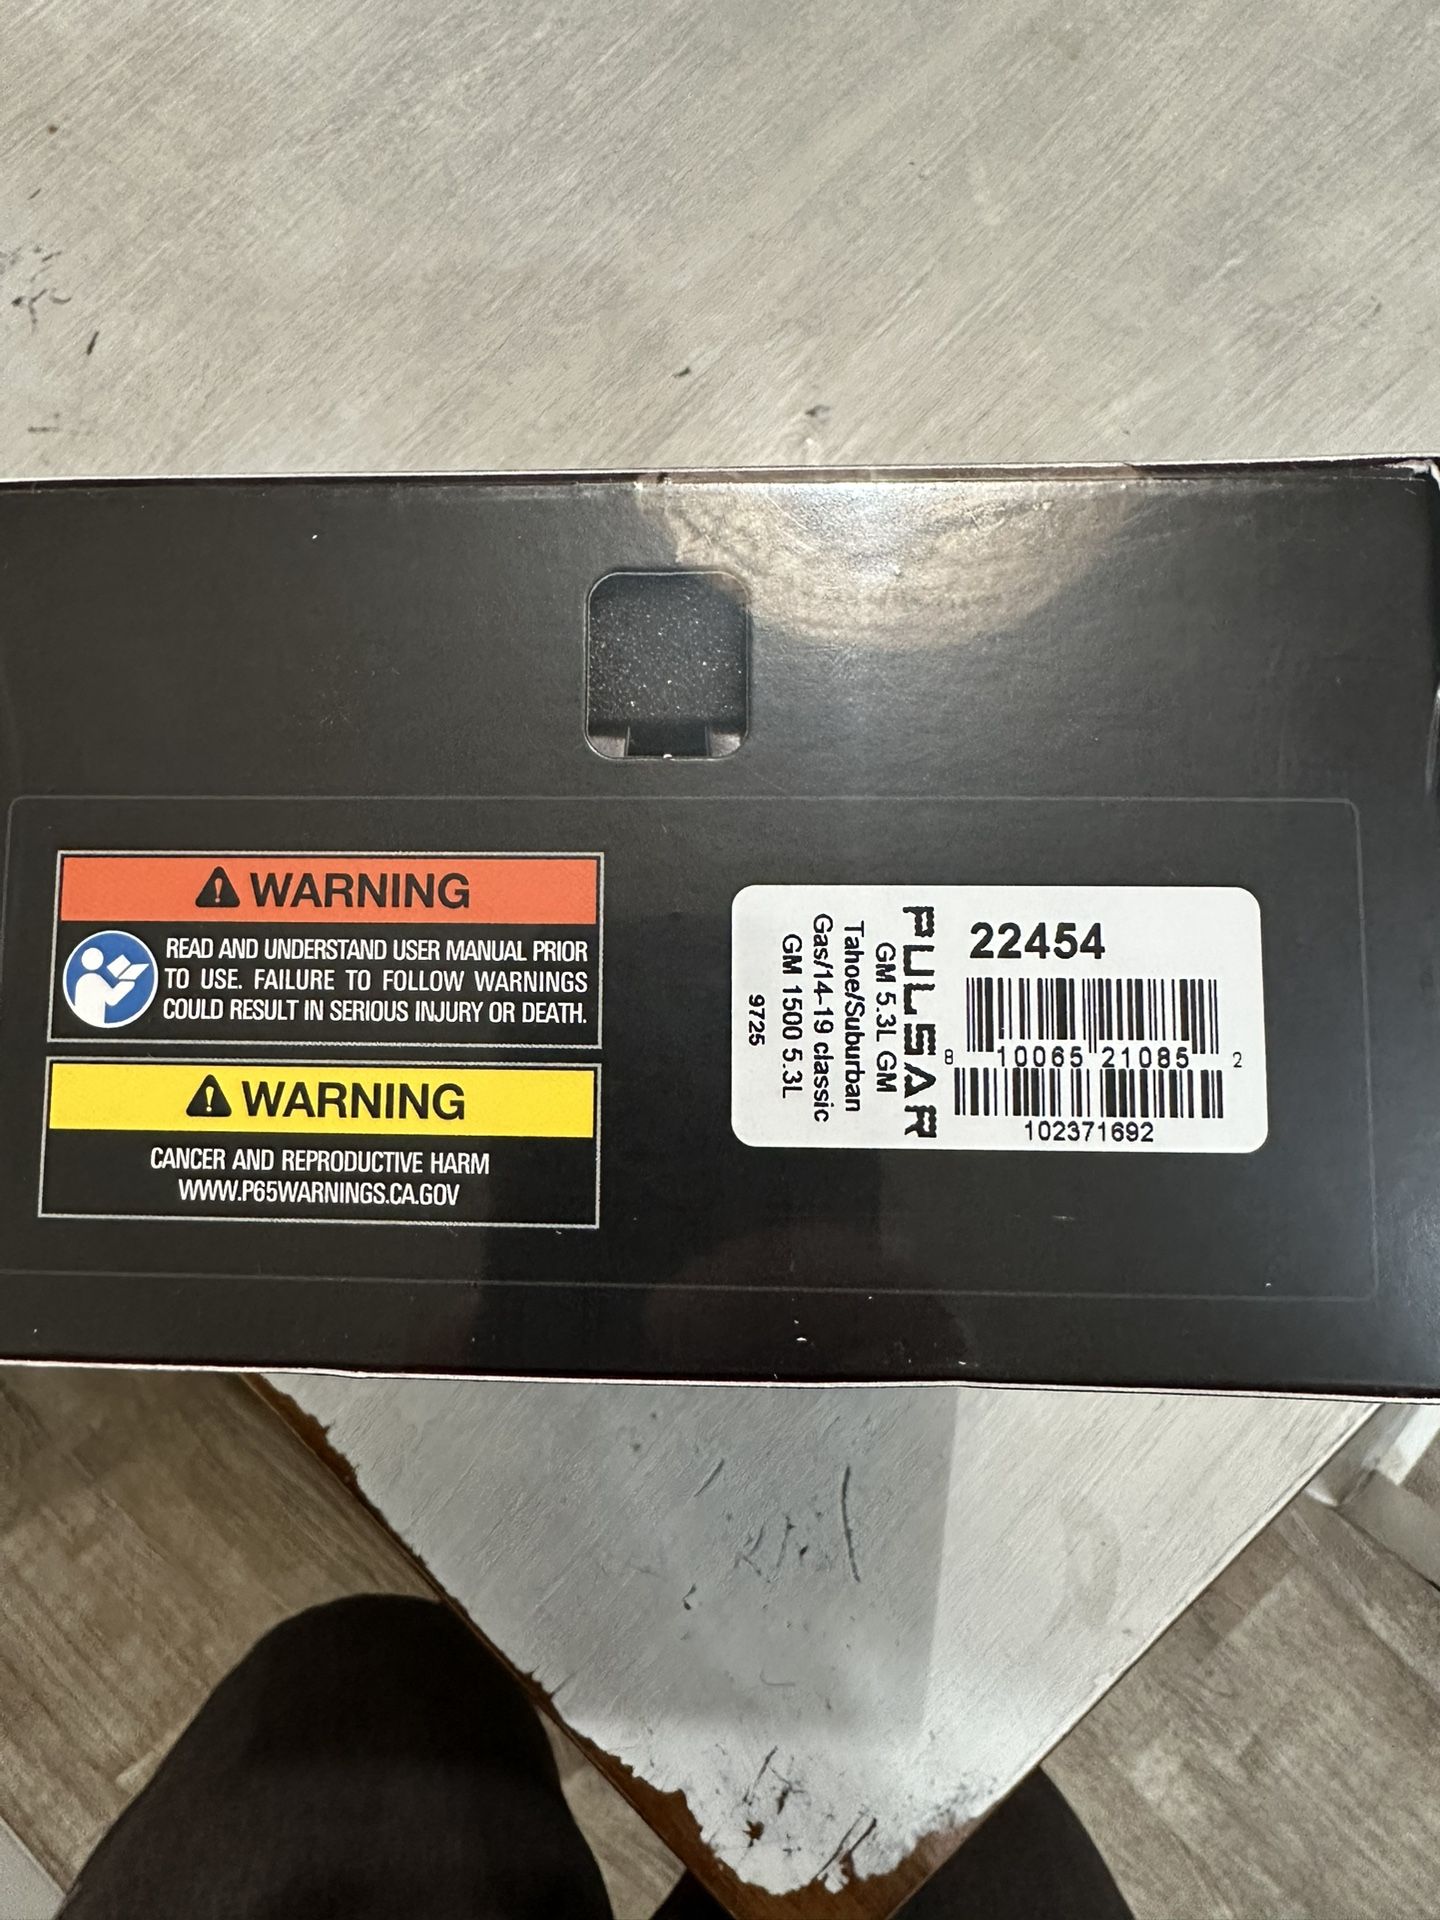 WARNING
READ AND UNDERSTAND USER MANUAL PRIOR
TO USE. FAILURE TO FOLLOW WARNINGS
COULD RESULT IN SERIOUS INJURY OR DEATH.
WARNING
CANCER AND REPRODUCTIVE HARM
WWW.P65WARNINGS.CA.GOV
22454
8 10065 21085 2
102371692
PULSAR
GM 5.3L GM
Tahoe/Suburban
Gas/14-19 classic
GM 1500 5.3L
9725